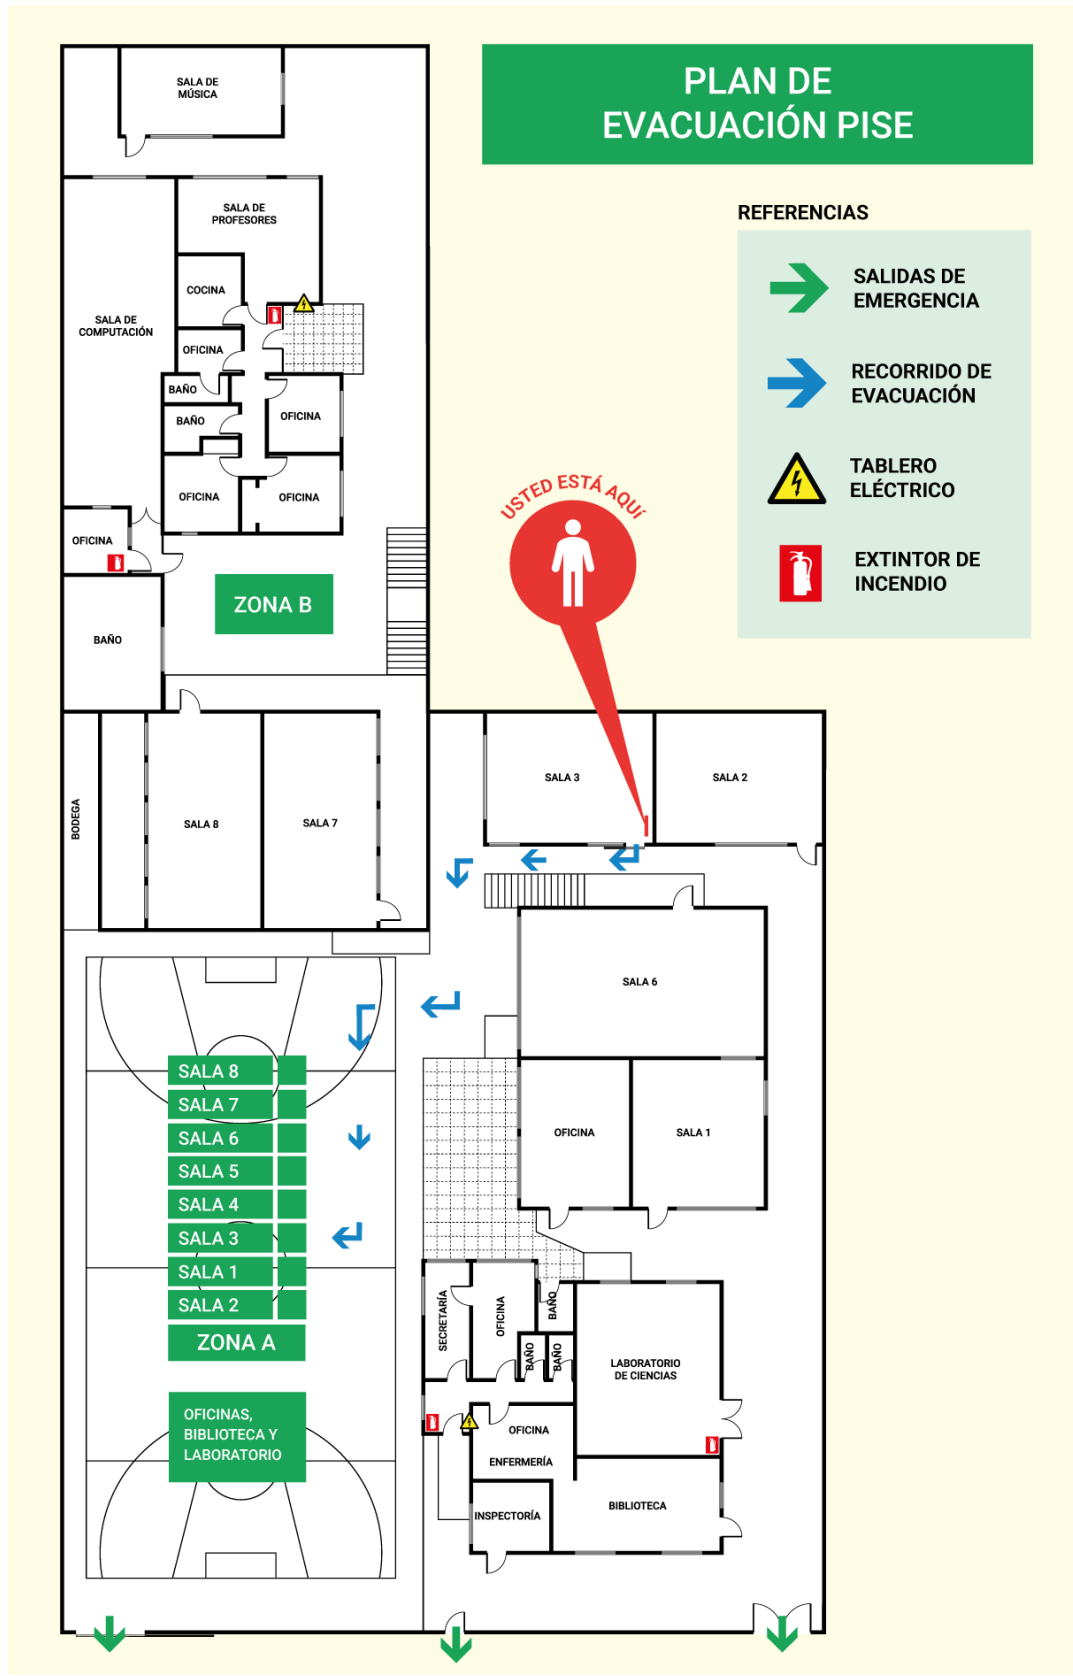 PLAN DE
EVACUACIÓN PISE
REFERENCIAS
SALIDAS DE
EMERGENCIA
RECORRIDO DE
EVACUACIÓN
TABLERO
ELÉCTRICO
EXTINTOR DE
INCENDIO
SALA DE
MÚSICA
SALA DE
PROFESORES
COCINA
SALA DE
COMPUTACIÓN
OFICINA
BAÑO
BAÑO
OFICINA
OFICINA
OFICINA
OFICINA
ZONA B
BAÑO
USTED ESTÁ AQUÍ
BODEGA
SALA 8
SALA 7
SALA 3
SALA 2
SALA 6
OFICINA
SALA 1
SALA 8
SALA 7
SALA 6
SALA 5
SALA 4
SALA 3
SALA 1
SALA 2
ZONA A
OFICINAS,
BIBLIOTECA Y
LABORATORIO
SECRETARÍA
OFICINA
BAÑO
BAÑO
BAÑO
LABORATORIO
DE CIENCIAS
OFICINA
ENFERMERÍA
INSPECTORÍA
BIBLIOTECA